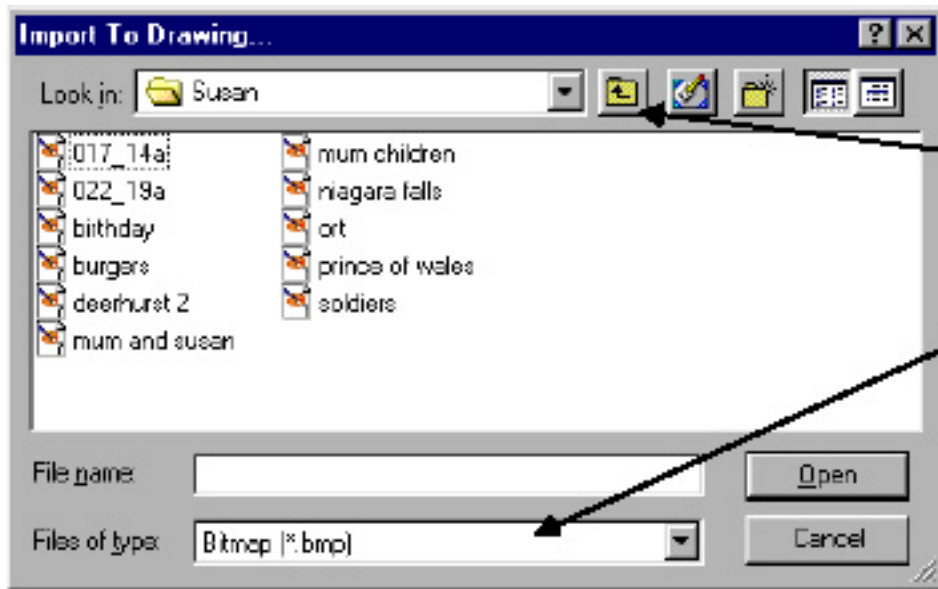 Import To Drawing...
Look in: Susan
017_14a
022_19a
birthday
burgers
deerhurst 2
mum and susan
mum children
niagara falls
ort
prince of wales
soldiers
File name:
Open
Files of type: Bitmap (*.bmp)
Cancel